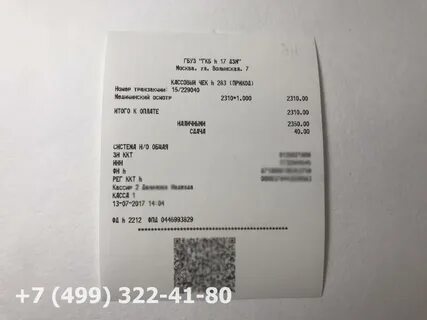 ГБУЗ "ГКБ № 17 ДЗМ"
Москва, ул. Волынская, 7
КАССОВЫЙ ЧЕК № 283 (ПРИХОД)
Номер транзакции: 15/229040
Медицинский осмотр 2310*1.000 2310.00
ИТОГО К ОПЛАТЕ 2310.00
НАЛИЧНЫМИ 2350.00
СДАЧА 40.00
СИСТЕМА Н/О ОБЩАЯ
ЗН ККТ
ИНН
ФН №
РЕГ ККТ №
Кассир 2
КАССА 1
13-07-2017 14:04
ФД № 2212 ФПД 0446993829
+7 (499) 322-41-80